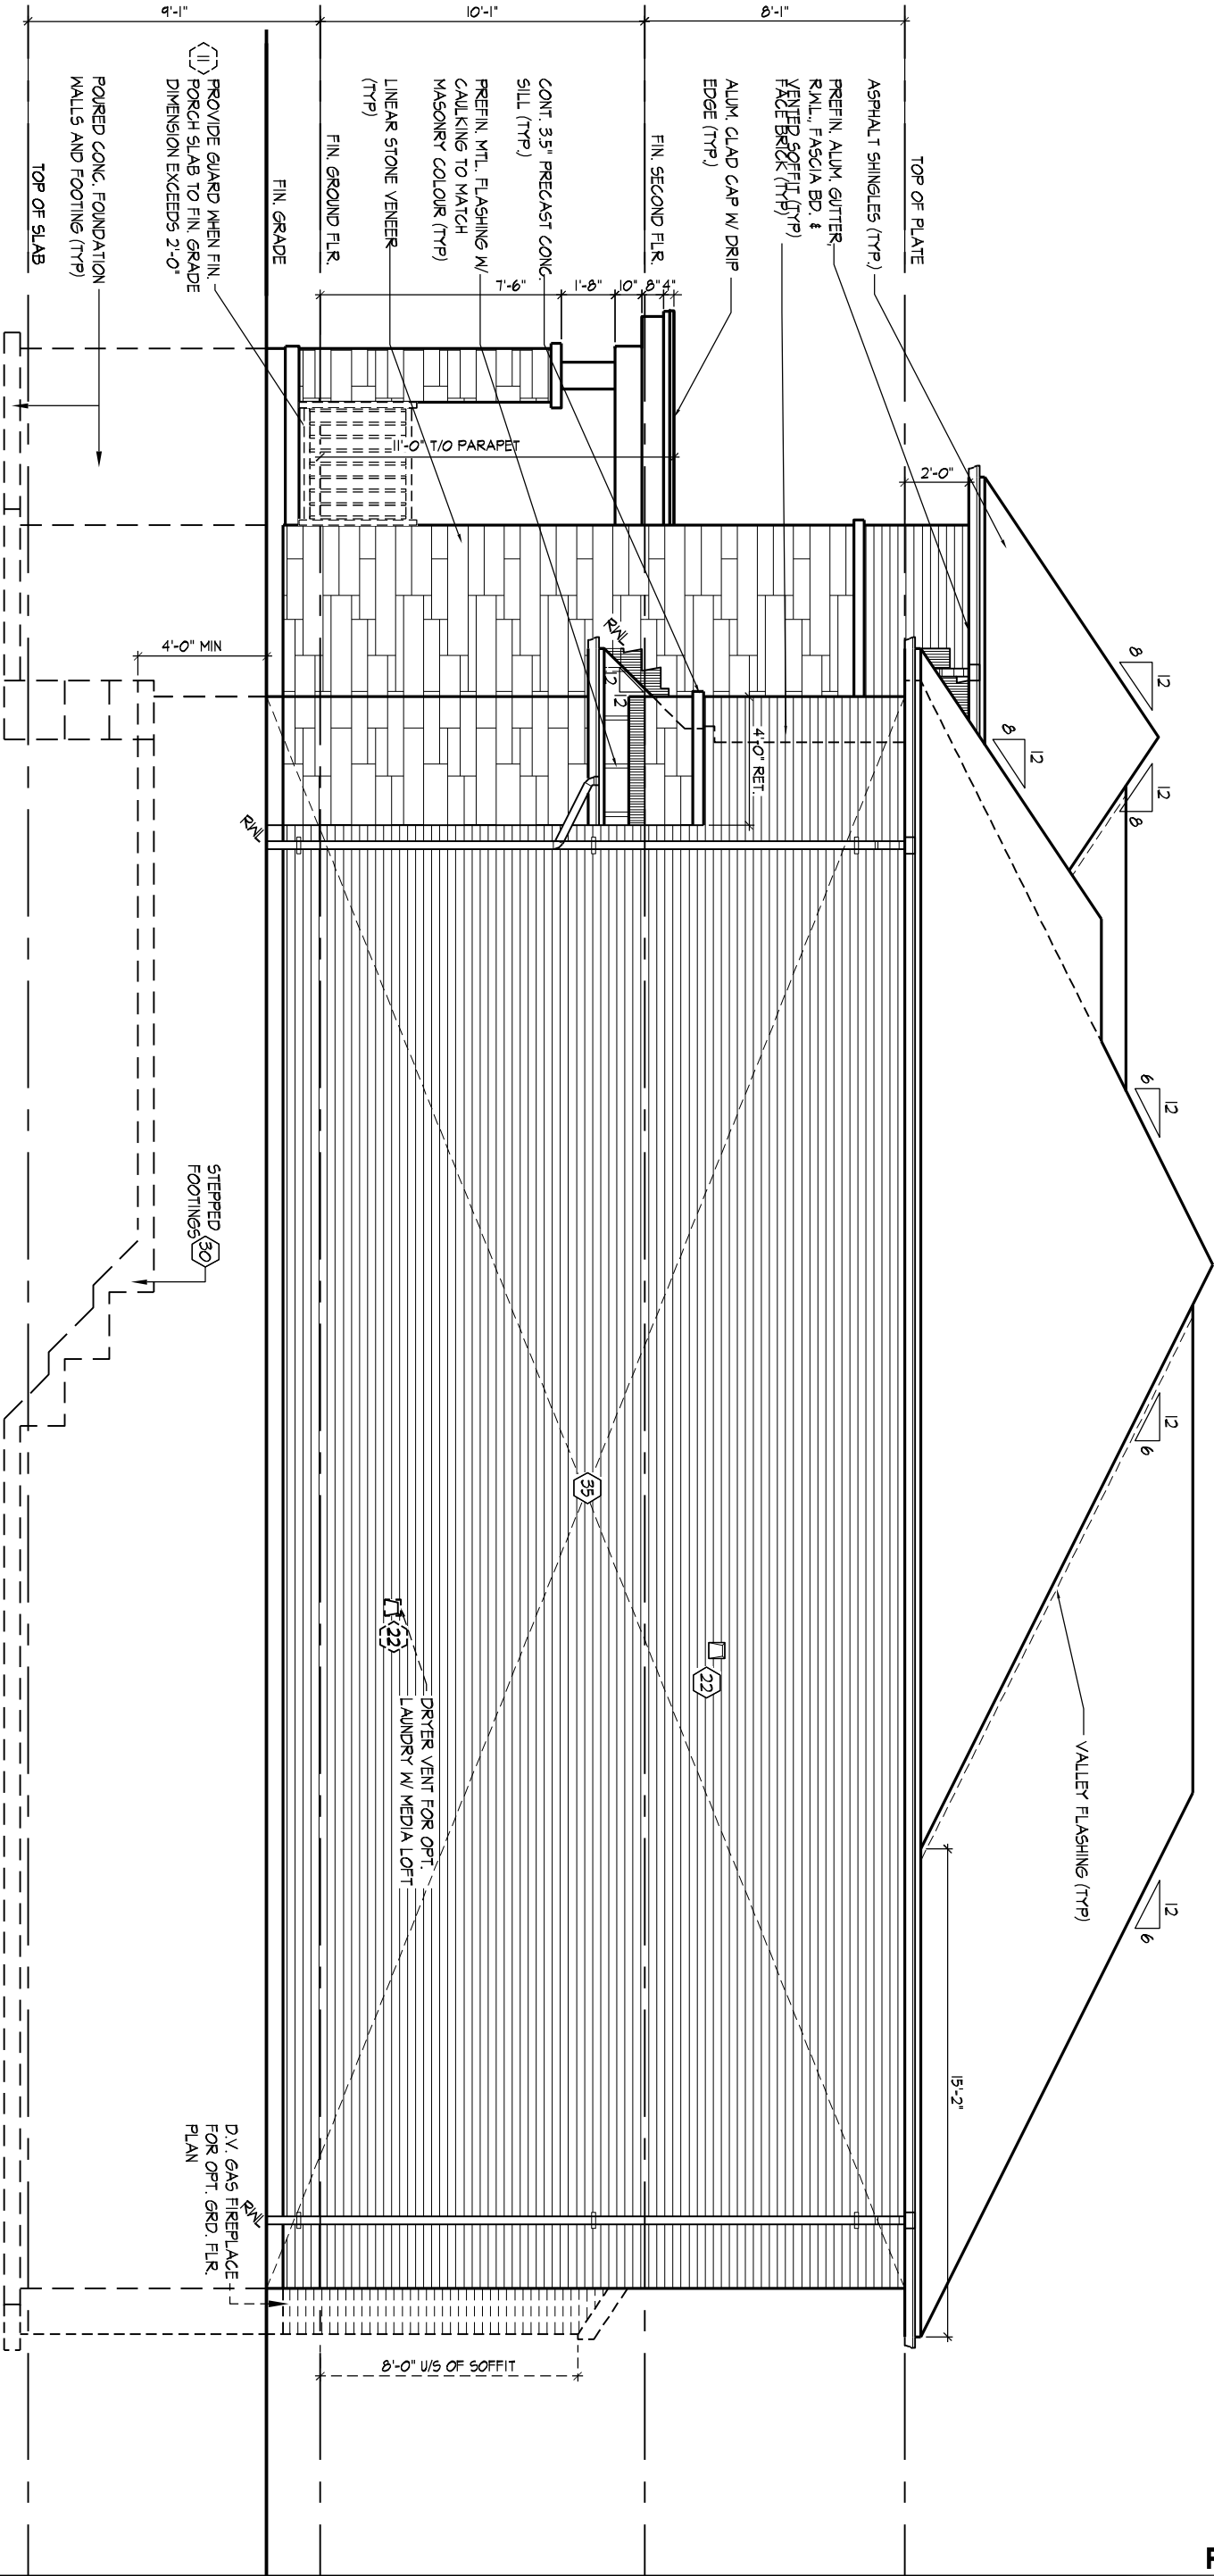 9'-1"
10'-1"
8'-1"
TOP OF PLATE
ASPHALT SHINGLES (TYP.)
PREFIN. ALUM. GUTTER,
R.W.L., FASCIA BD. &
VENTED SOFFIT (TYP)
FACE BRICK (TYP)
ALUM. CLAD CAP W/ DRIP
EDGE (TYP.)
FIN. SECOND FLR.
CONT. 3.5" PRECAST CONC.
SILL (TYP.)
PREFIN. MTL. FLASHING W/
CAULKING TO MATCH
MASONRY COLOUR (TYP)
LINEAR STONE VENEER
(TYP)
FIN. GROUND FLR.
FIN. GRADE
11
PROVIDE GUARD WHEN FIN.
PORCH SLAB TO FIN. GRADE
DIMENSION EXCEEDS 2'-0"
POURED CONC. FOUNDATION
WALLS AND FOOTING (TYP)
TOP OF SLAB
7'-6"
1'-8"
10"
8"
4"
11'-0" T/O PARAPET
2'-0"
4'-0" MIN
4'-0" RET.
RWL
12
12
RWL
12
8
12
8
12
8
12
6
12
6
12
6
VALLEY FLASHING (TYP)
15'-2"
35
22
22
DRYER VENT FOR OPT.
LAUNDRY W/ MEDIA LOFT
STEPPED
FOOTINGS
30
D.V. GAS FIREPLACE
FOR OPT. GRD. FLR.
PLAN
RWL
8'-0" U/S OF SOFFIT